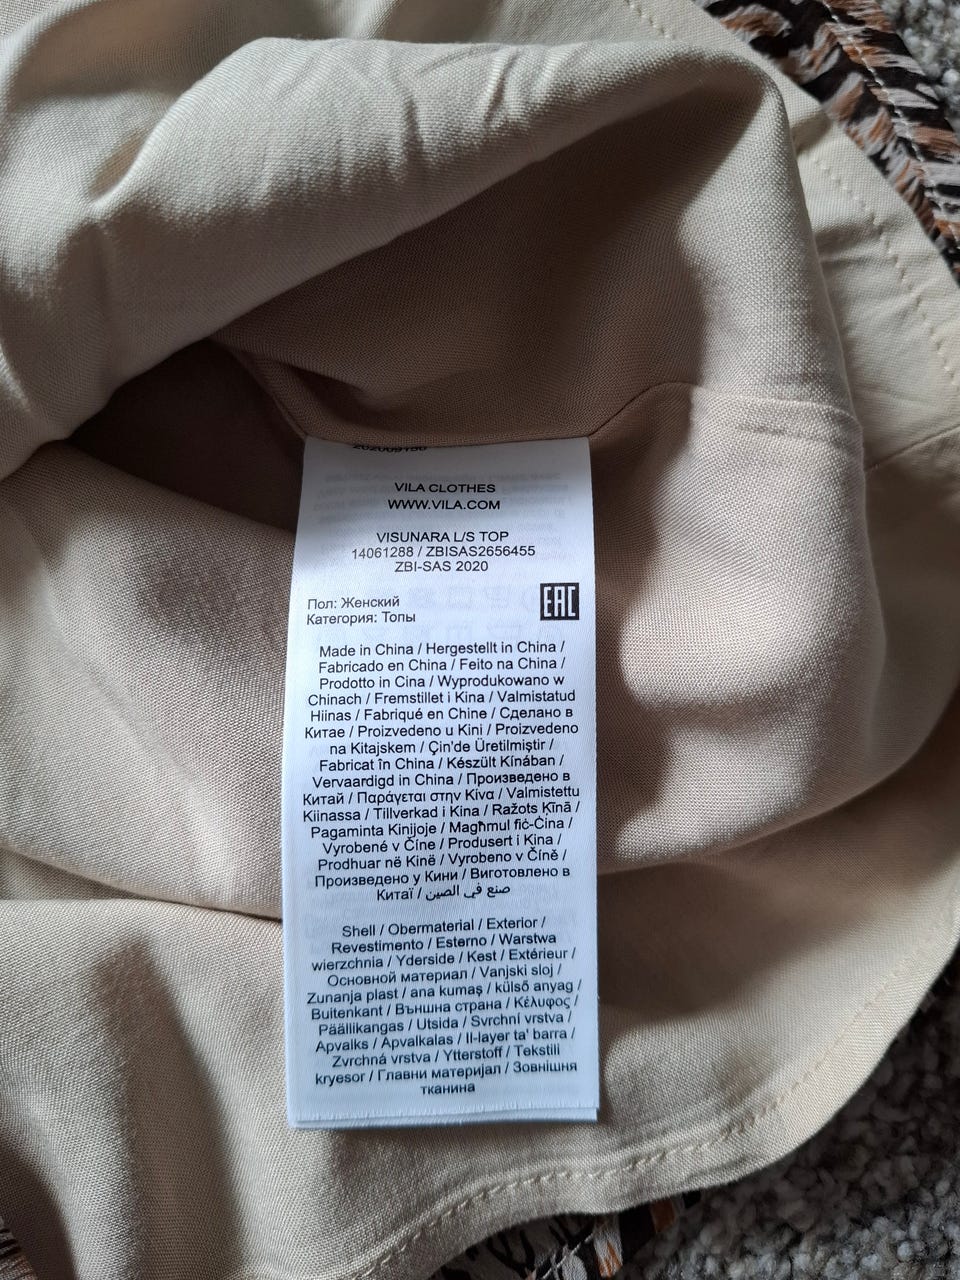 VILA CLOTHES
WWW.VILA.COM
VISUNARA L/S TOP
14061288 / ZBISAS2656455
ZBI-SAS 2020
Пол: Женский
Категория: Топы
EAC
Made in China / Hergestellt in China /
Fabricado en China / Feito na China /
Prodotto in Cina / Wyprodukowano w
Chinach / Fremstillet i Kina / Valmistatud
Hiinas / Fabriqué en Chine / Сделано в
Китае / Proizvedeno u Kini / Proizvedeno
na Kitajskem / Çin'de Üretilmiştir /
Fabricat în China / Készült Kínában /
Vervaardigd in China / Произведено в
Китай / Παράγεται στην Κίνα / Valmistettu
Kiinassa / Tillverkad i Kina / Ražots Ķīnā /
Pagaminta Kinijoje / Magħmul fiċ-Ċina /
Vyrobené v Číne / Produsert i Kina /
Prodhuar në Kinë / Vyrobeno v Číně /
Произведено у Кини / Виготовлено в
Китаї / صنع في الصين
Shell / Obermaterial / Exterior /
Revestimento / Esterno / Warstwa
wierzchnia / Yderside / Kest / Extérieur /
Основной материал / Vanjski sloj /
Zunanja plast / ana kumaş / külső anyag /
Buitenkant / Външна страна / Κέλυφος /
Päällikangas / Utsida / Svrchní vrstva /
Apvalks / Apvalkalas / Il-layer ta' barra /
Zvrchná vrstva / Ytterstoff / Tekstili
kryesor / Главни материјал / Зовнішня
тканина